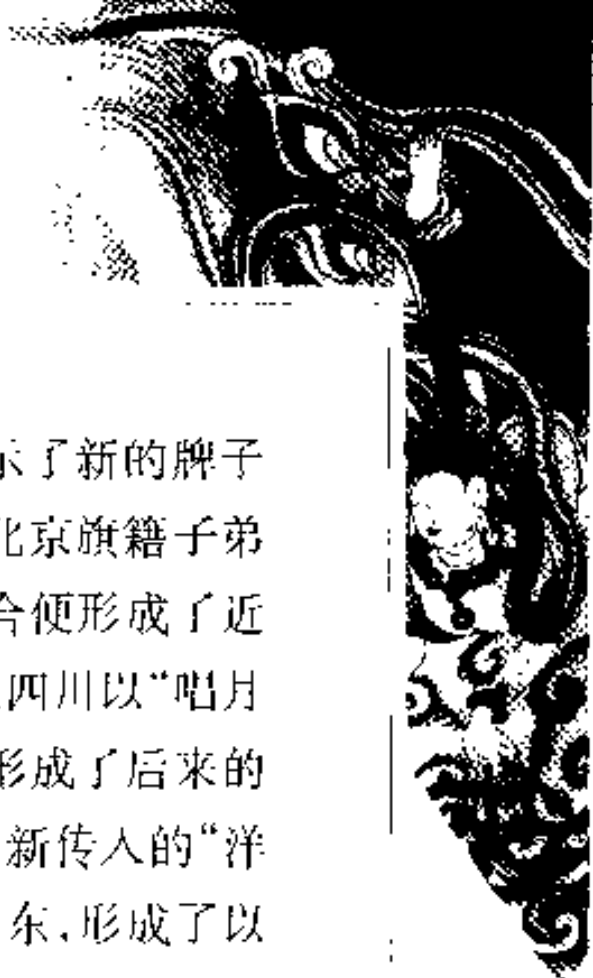 了新的牌子
北京旗籍子弟
合便形成了近
四川以“唱月
形成了后来的
新传入的“洋
东,形成了以